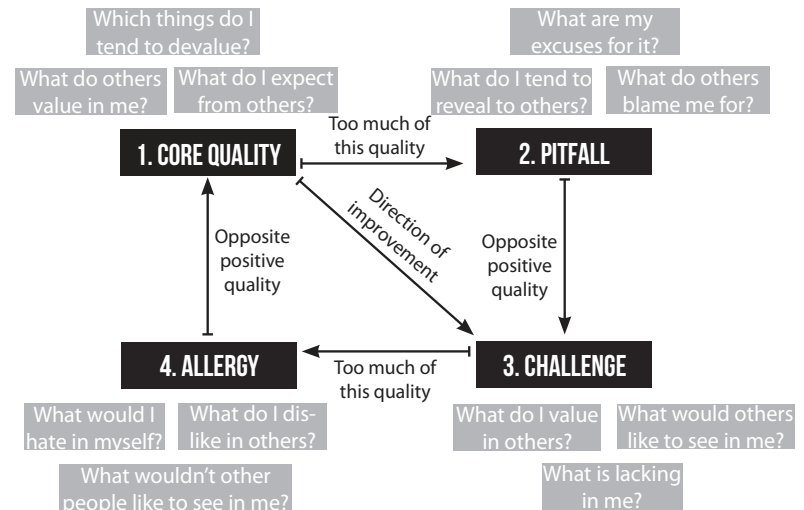 Which things do I
tend to devalue?
What do others
value in me?
What do I expect
from others?
What are my
excuses for it?
What do I tend to
reveal to others?
What do others
blame me for?
1. CORE QUALITY
Too much of
this quality
2. PITFALL
Direction of
improvement
Opposite
positive
quality
Opposite
positive
quality
4. ALLERGY
Too much of
this quality
3. CHALLENGE
What would I
hate in myself?
What do I dis-
like in others?
What wouldn't other
people like to see in me?
What do I value
in others?
What would others
like to see in me?
What is lacking
in me?